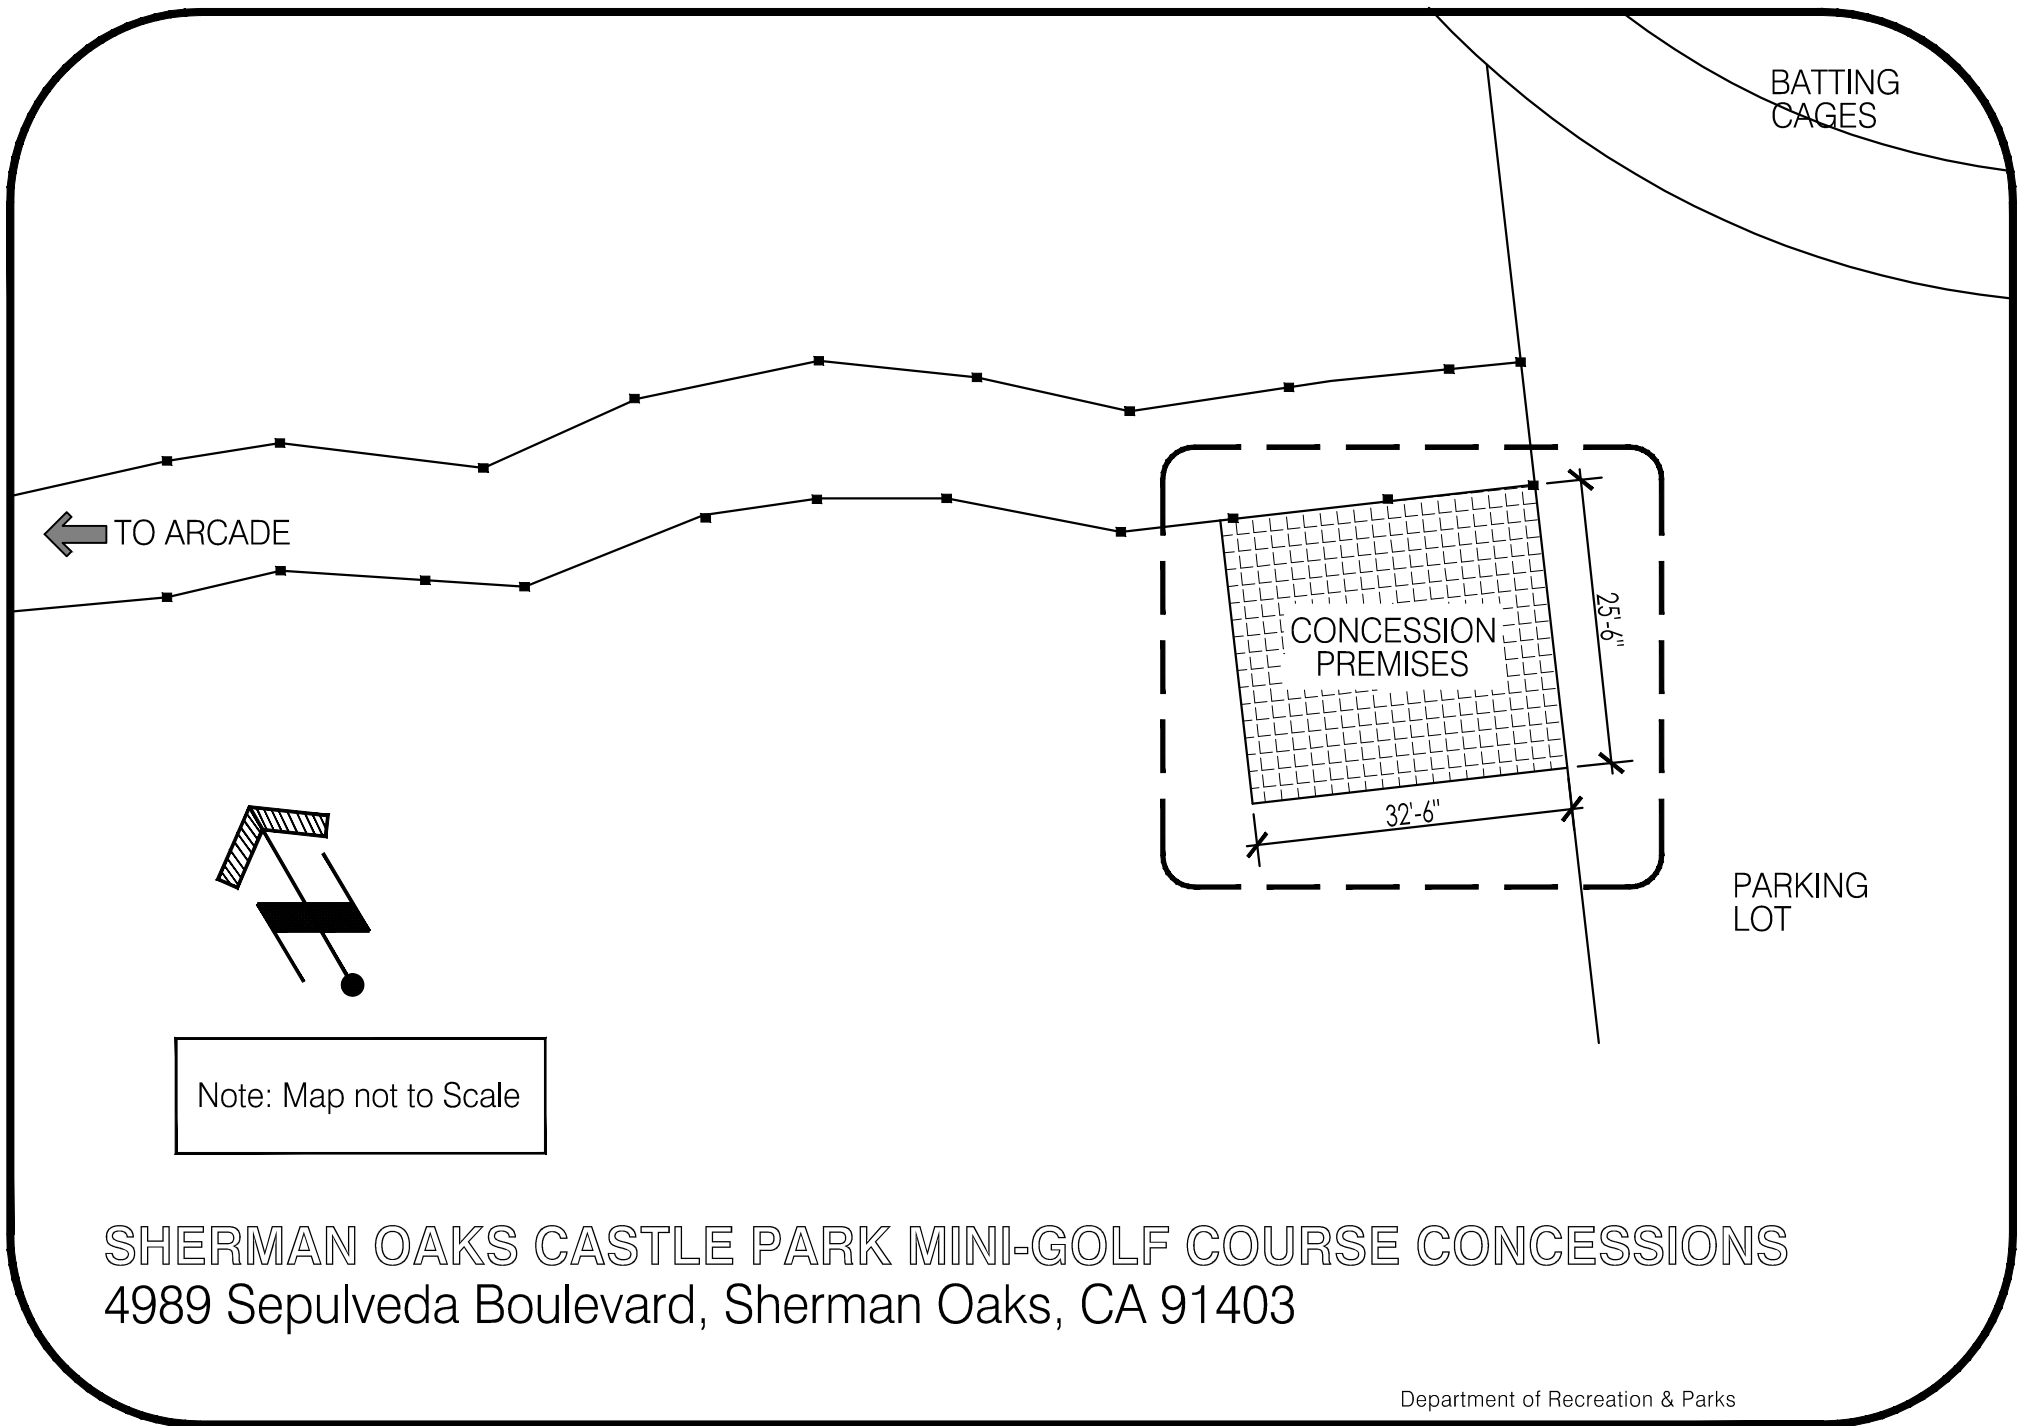 BATTING
CAGES
TO ARCADE
CONCESSION
PREMISES
25'-6"
32'-6"
PARKING
LOT
Note: Map not to Scale
SHERMAN OAKS CASTLE PARK MINI-GOLF COURSE CONCESSIONS
4989 Sepulveda Boulevard, Sherman Oaks, CA 91403
Department of Recreation & Parks